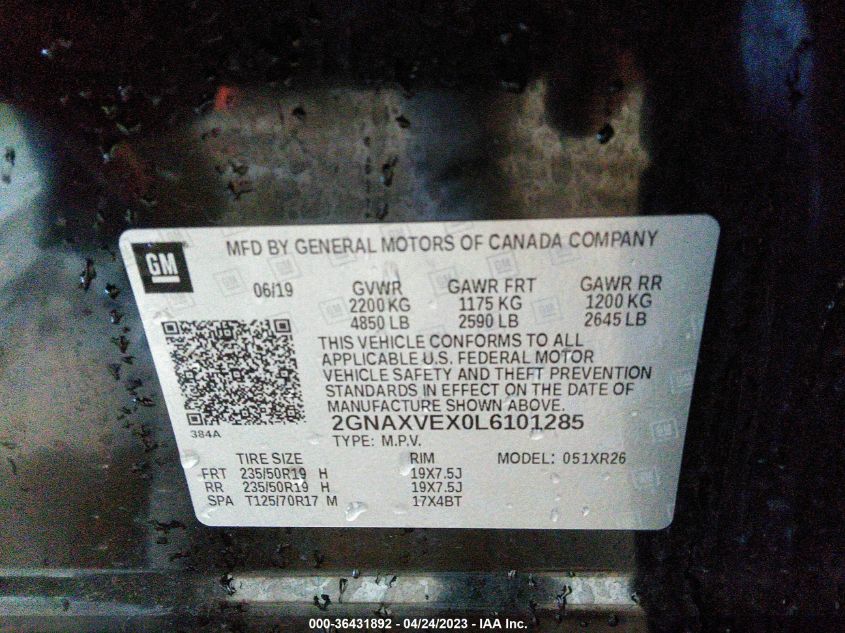 MFD BY GENERAL MOTORS OF CANADA COMPANY
GM
06/19 GVWR GAWR FRT GAWR RR
2200 KG 1175 KG 1200 KG
4850 LB 2590 LB 2645 LB
THIS VEHICLE CONFORMS TO ALL
APPLICABLE U.S. FEDERAL MOTOR
VEHICLE SAFETY AND THEFT PREVENTION
STANDARDS IN EFFECT ON THE DATE OF
MANUFACTURE SHOWN ABOVE.
384A 2GNAXVEX0L6101285
TYPE: M.P.V.
TIRE SIZE RIM MODEL: 051XR26
FRT 235/50R19 H 19X7.5J
RR 235/50R19 H 19X7.5J
SPA T125/70R17 M 17X4BT
000-36431892 - 04/24/2023 - IAA Inc.